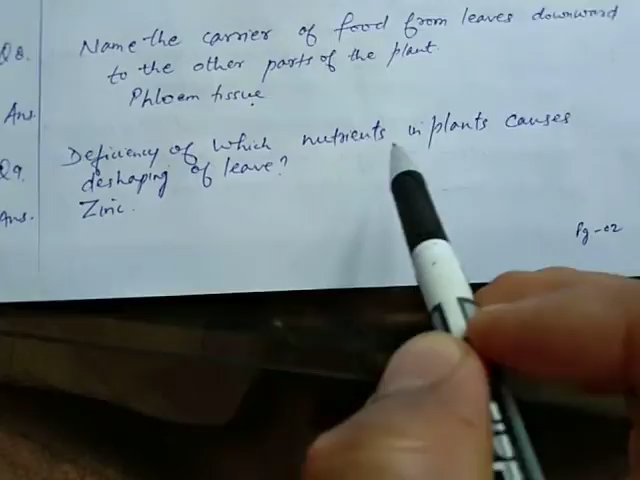 Q8. Name the carrier of food from leaves downward
to the other parts of the plant.
Ans. Phloem tissue
Q9. Deficiency of which nutrients in plants causes
deshaping of leave?
Ans. Zinc.
Pg-02